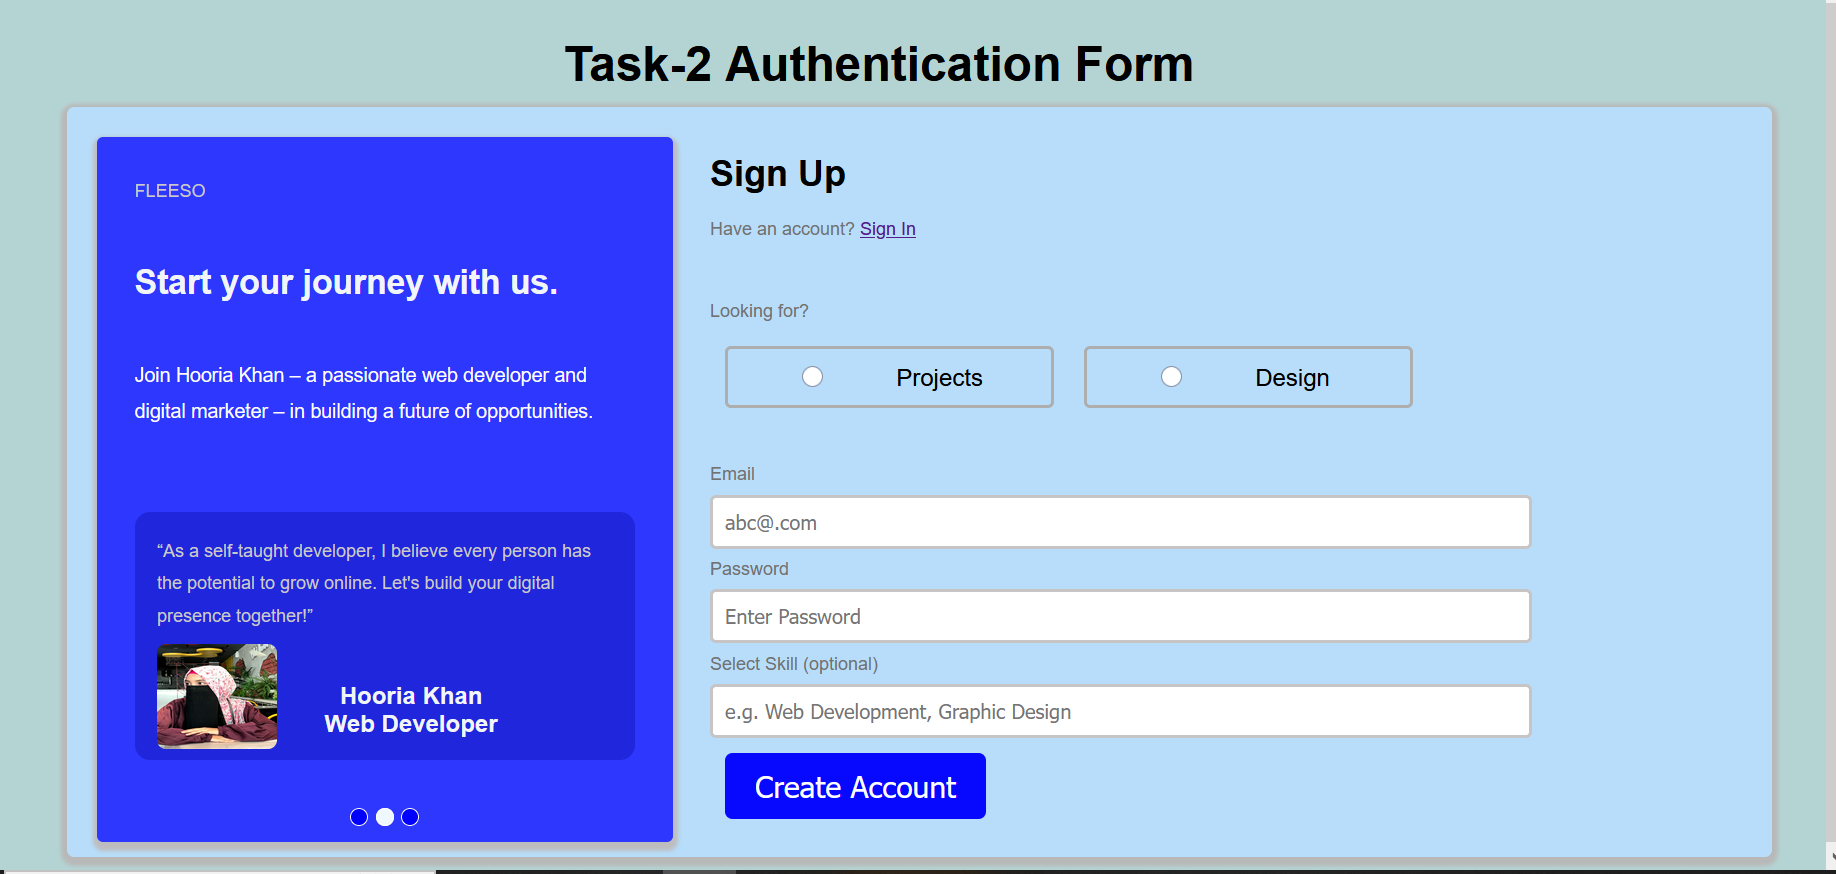 Task-2 Authentication Form
FLEESO
Start your journey with us.
Join Hooria Khan – a passionate web developer and
digital marketer – in building a future of opportunities.
“As a self-taught developer, I believe every person has
the potential to grow online. Let's build your digital
presence together!”
Hooria Khan
Web Developer
Sign Up
Have an account? Sign In
Looking for?
Projects
Design
Email
abc@.com
Password
Enter Password
Select Skill (optional)
e.g. Web Development, Graphic Design
Create Account